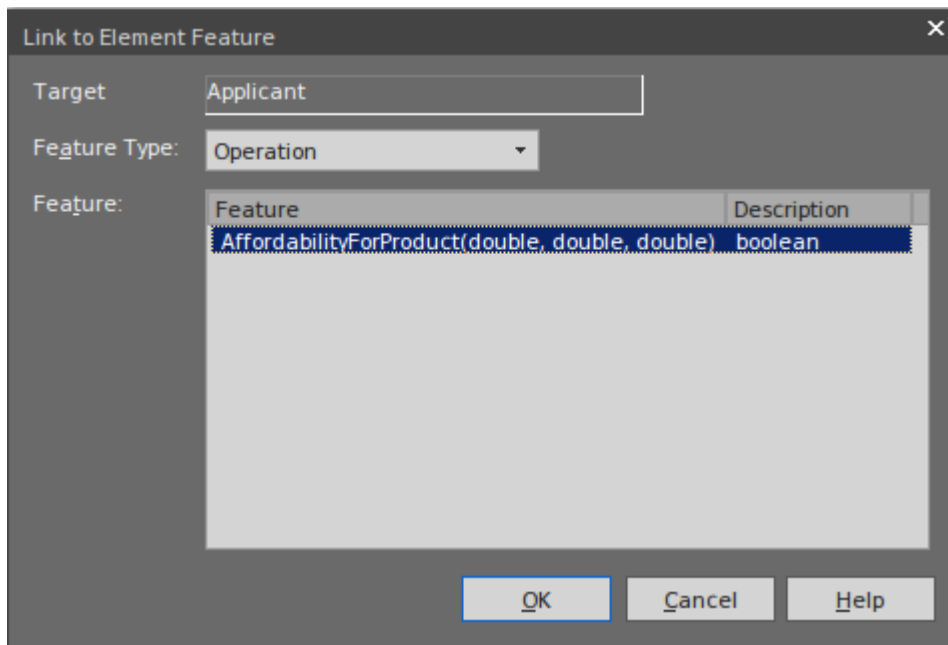 Link to Element Feature
Target Applicant
Feature Type: Operation
Feature: Feature Description
AffordabilityForProduct(double, double, double) boolean
OK Cancel Help